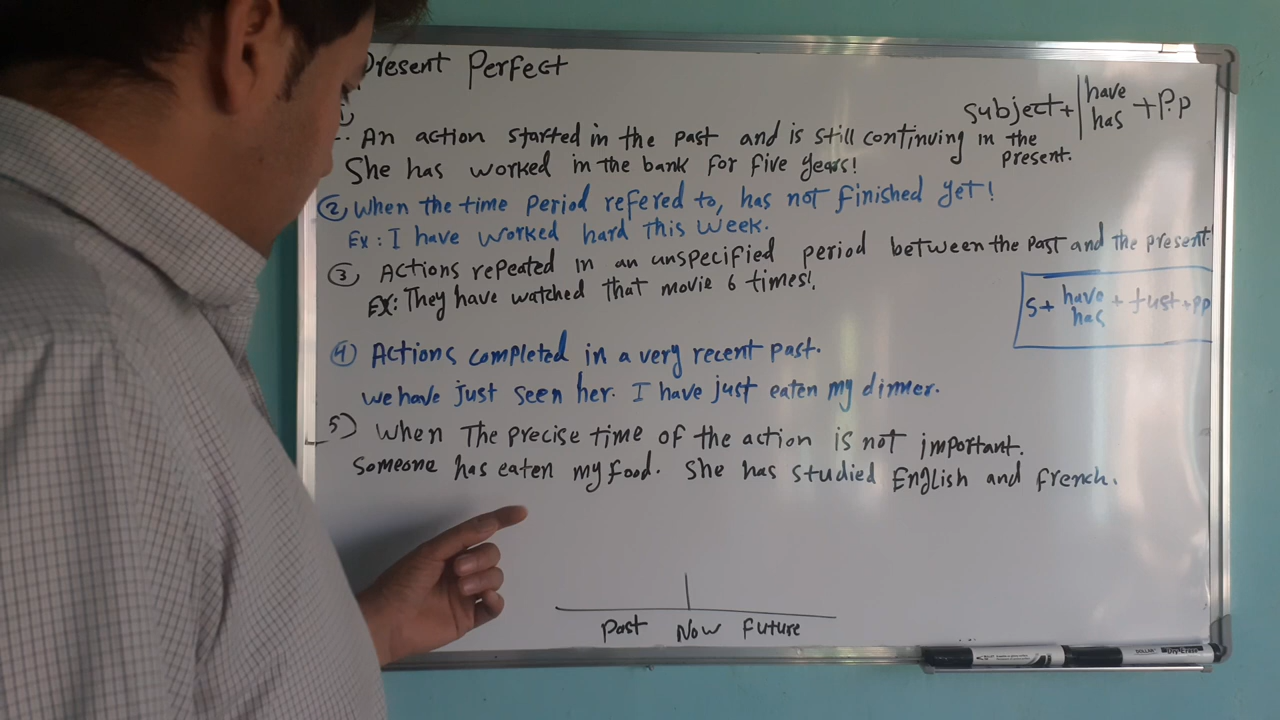 Present Perfect
subject + have has + P.p
1)
An action started in the past and is still continuing in the present.
She has worked in the bank for five years!
2) When the time period refered to, has not finished yet!
Ex: I have worked hard this week.
3) Actions repeated in an unspecified period between the past and the present.
Ex: They have watched that movie 6 times!.
S + have has + Just + pp
4) Actions completed in a very recent past.
we have just seen her. I have just eaten my dinner.
5) When The precise time of the action is not important.
Someone has eaten my food. She has studied English and french.
Past Now Future
DOLLAR